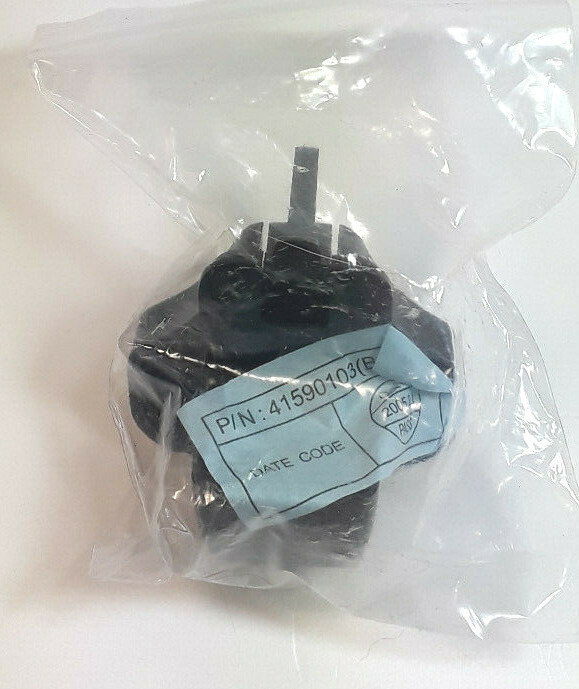 P/N: 41590103(B
DATE CODE
PASS